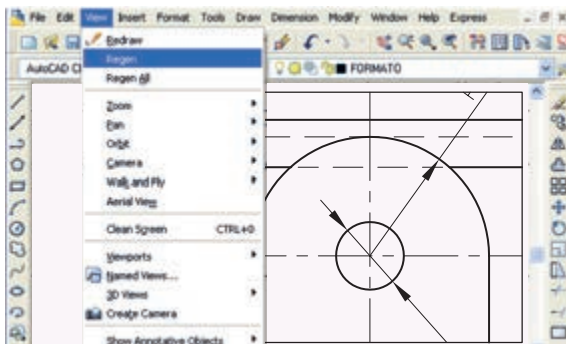 File Edit View Insert Format Tools Draw Dimension Modify Window Help Express
AutoCAD Cl
FORMATO
Redraw
Regen
Regen All
Zoom
Pan
Orbit
Camera
Walk and Fly
Aerial View
Clean Screen CTRL+0
Viewports
Named Views...
3D Views
Create Camera
Show Annotative Objects